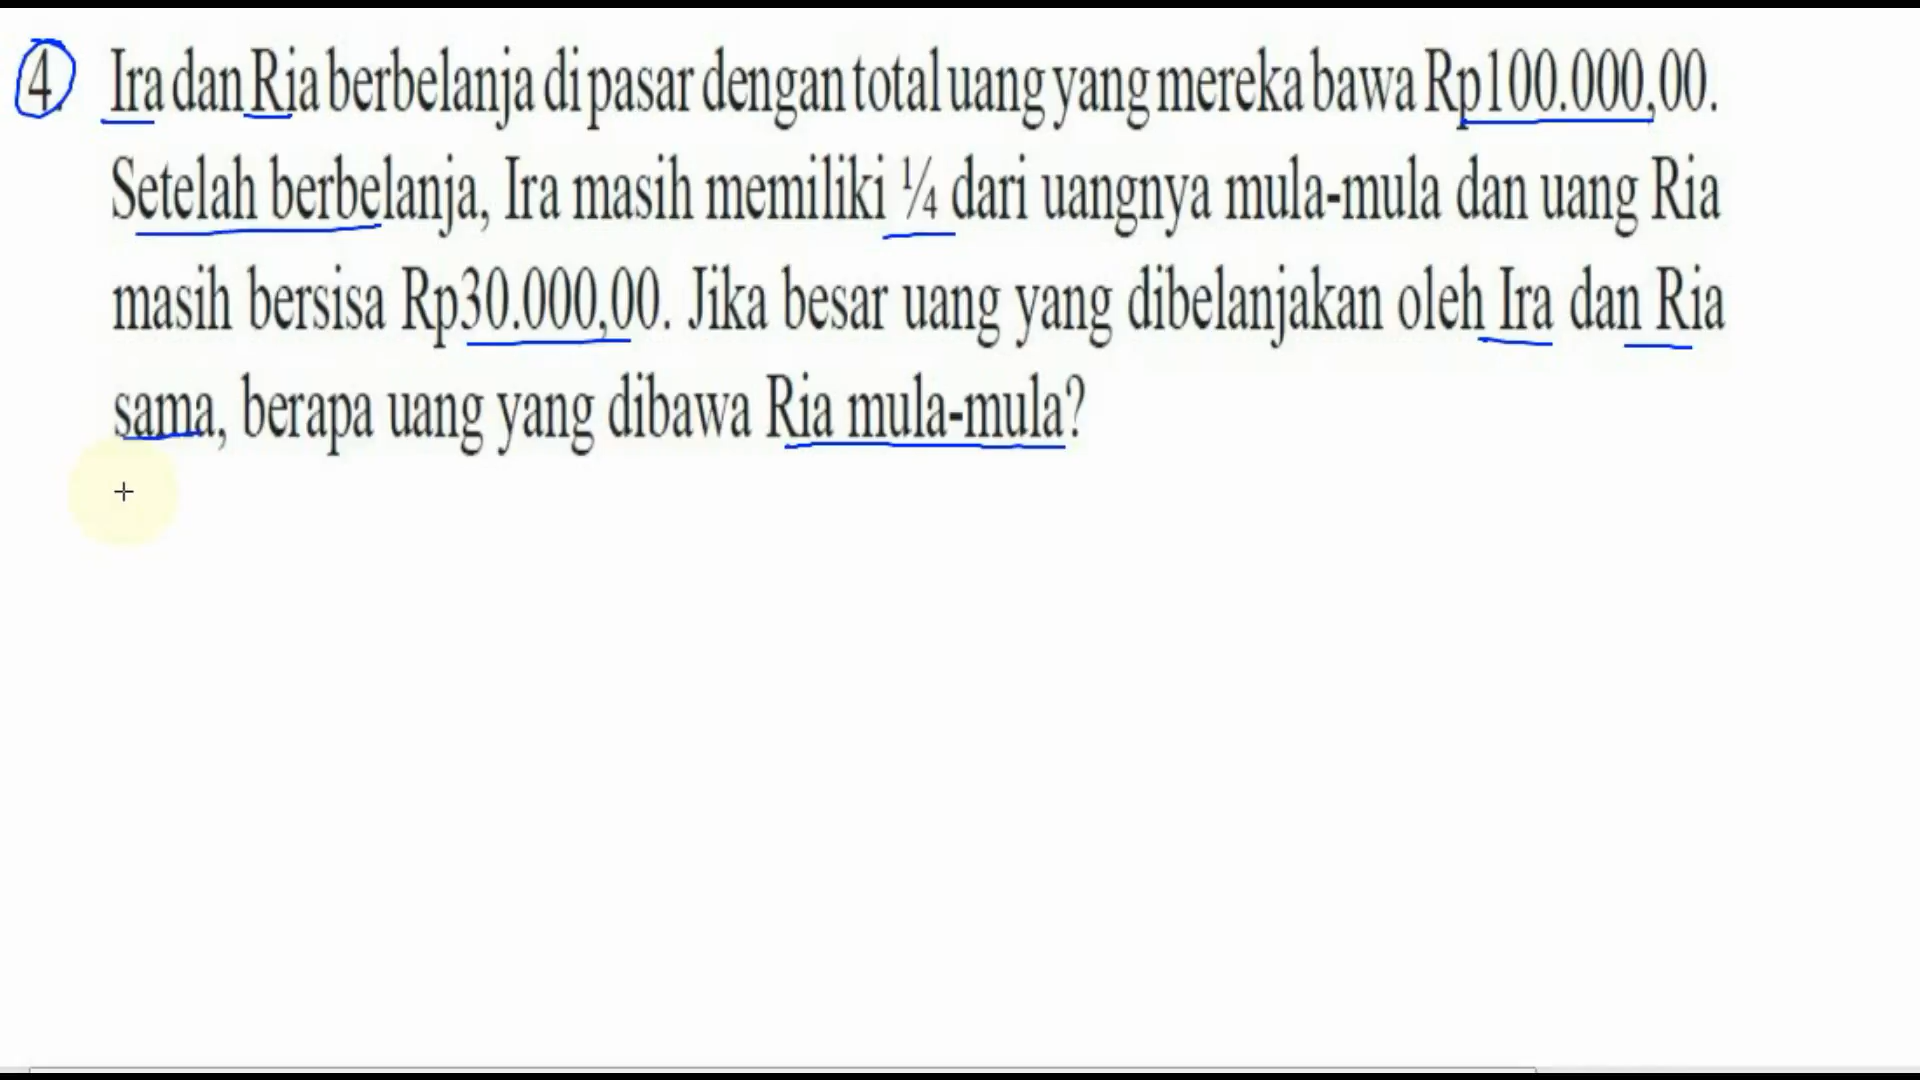 4. Ira dan Ria berbelanja di pasar dengan total uang yang mereka bawa Rp100.000,00.
Setelah berbelanja, Ira masih memiliki ¼ dari uangnya mula-mula dan uang Ria
masih bersisa Rp30.000,00. Jika besar uang yang dibelanjakan oleh Ira dan Ria
sama, berapa uang yang dibawa Ria mula-mula?